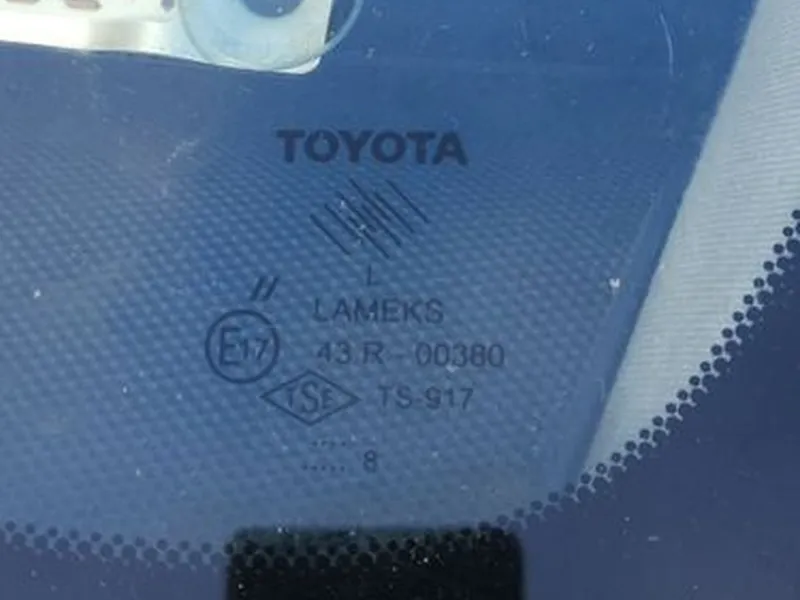 TOYOTA
L
LAMEKS
E17 43 R - 00380
TSE TS-917
.....
..... 8